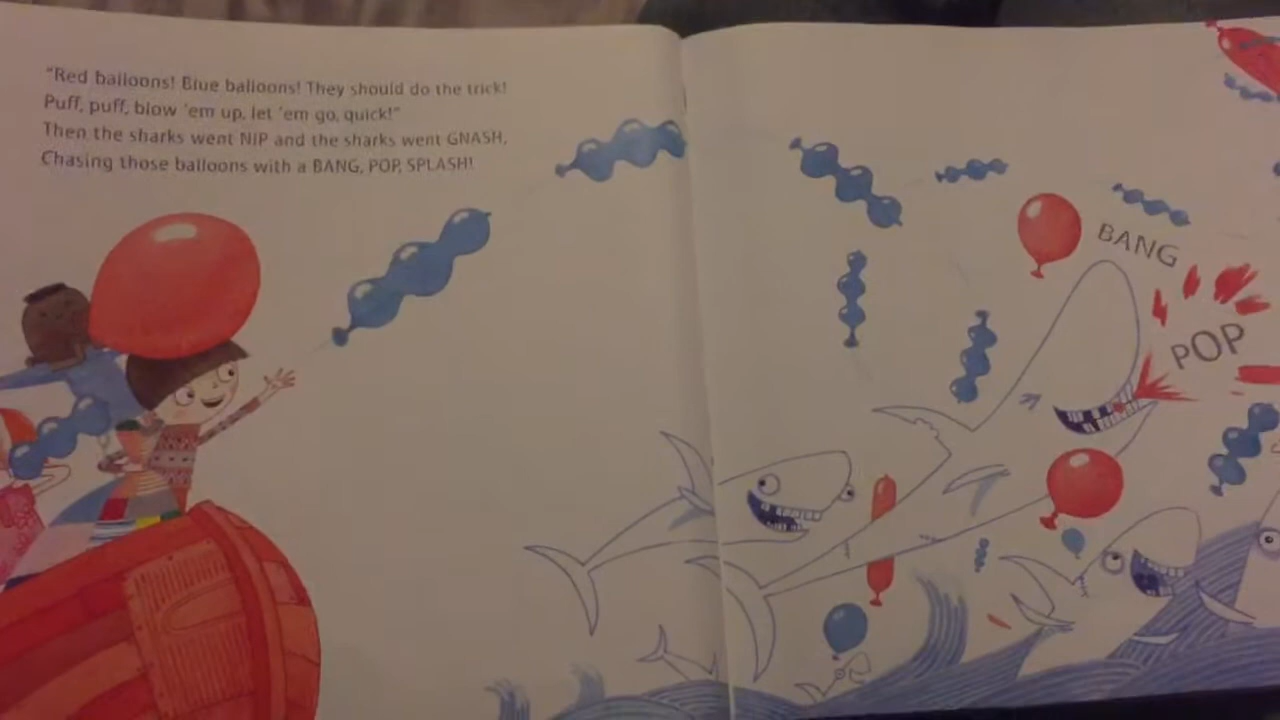 "Red balloons! Blue balloons! They should do the trick!
Puff, puff, blow 'em up, let 'em go, quick!"
Then the sharks went NIP and the sharks went GNASH,
Chasing those balloons with a BANG, POP, SPLASH!
BANG
POP